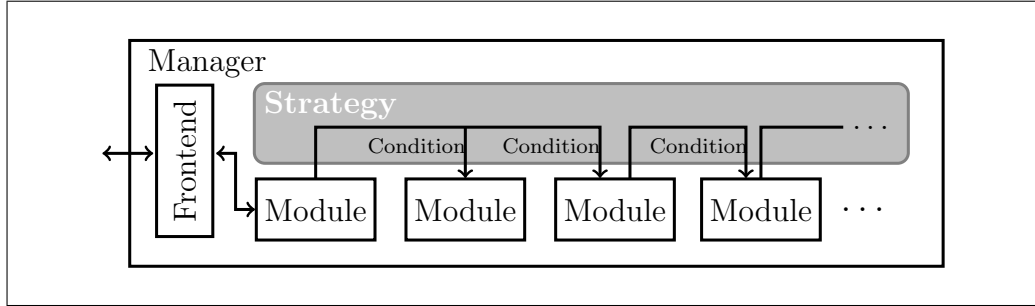 Manager
Strategy
Frontend
Condition Condition Condition ...
Module Module Module Module ...